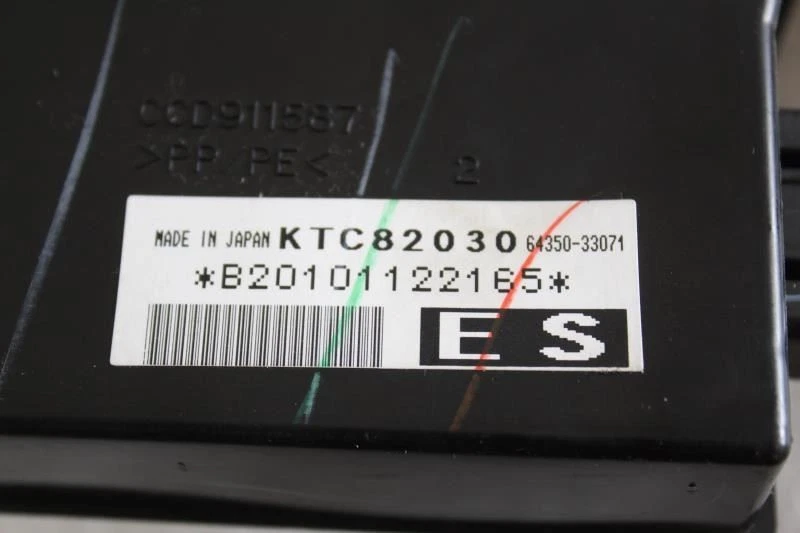 CCD911587
>PP/PE< 2
MADE IN JAPAN KTC82030 64350-33071
*B20101122165*
ES